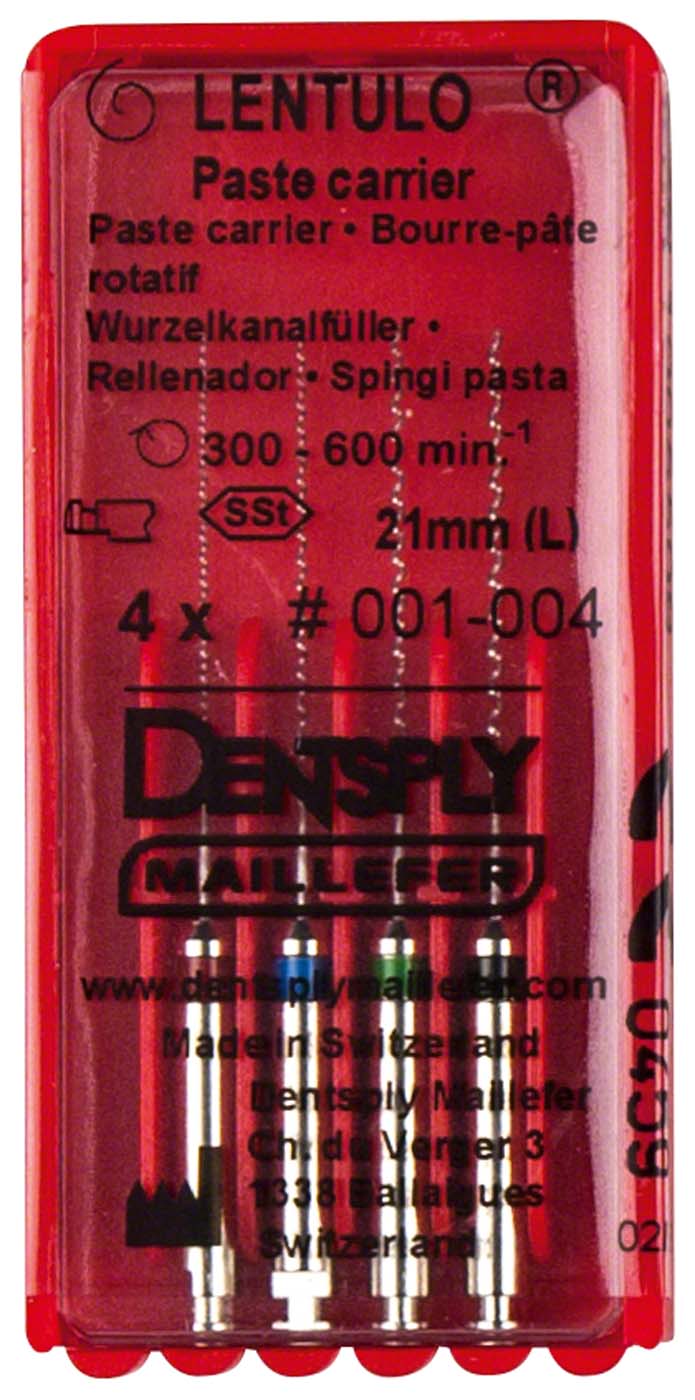 LENTULO ®
Paste carrier
Paste carrier • Bourre-pâte
rotatif
Wurzelkanalfüller •
Rellenador • Spingi pasta
300 - 600 min.-1
SSt 21mm (L)
4 x # 001-004
DENTSPLY
MAILLEFER
www.dentsplymaillefer.com
Made in Switzerland
Dentsply Maillefer
Ch. du Verger 3
1338 Ballaigues
Switzerland
0459